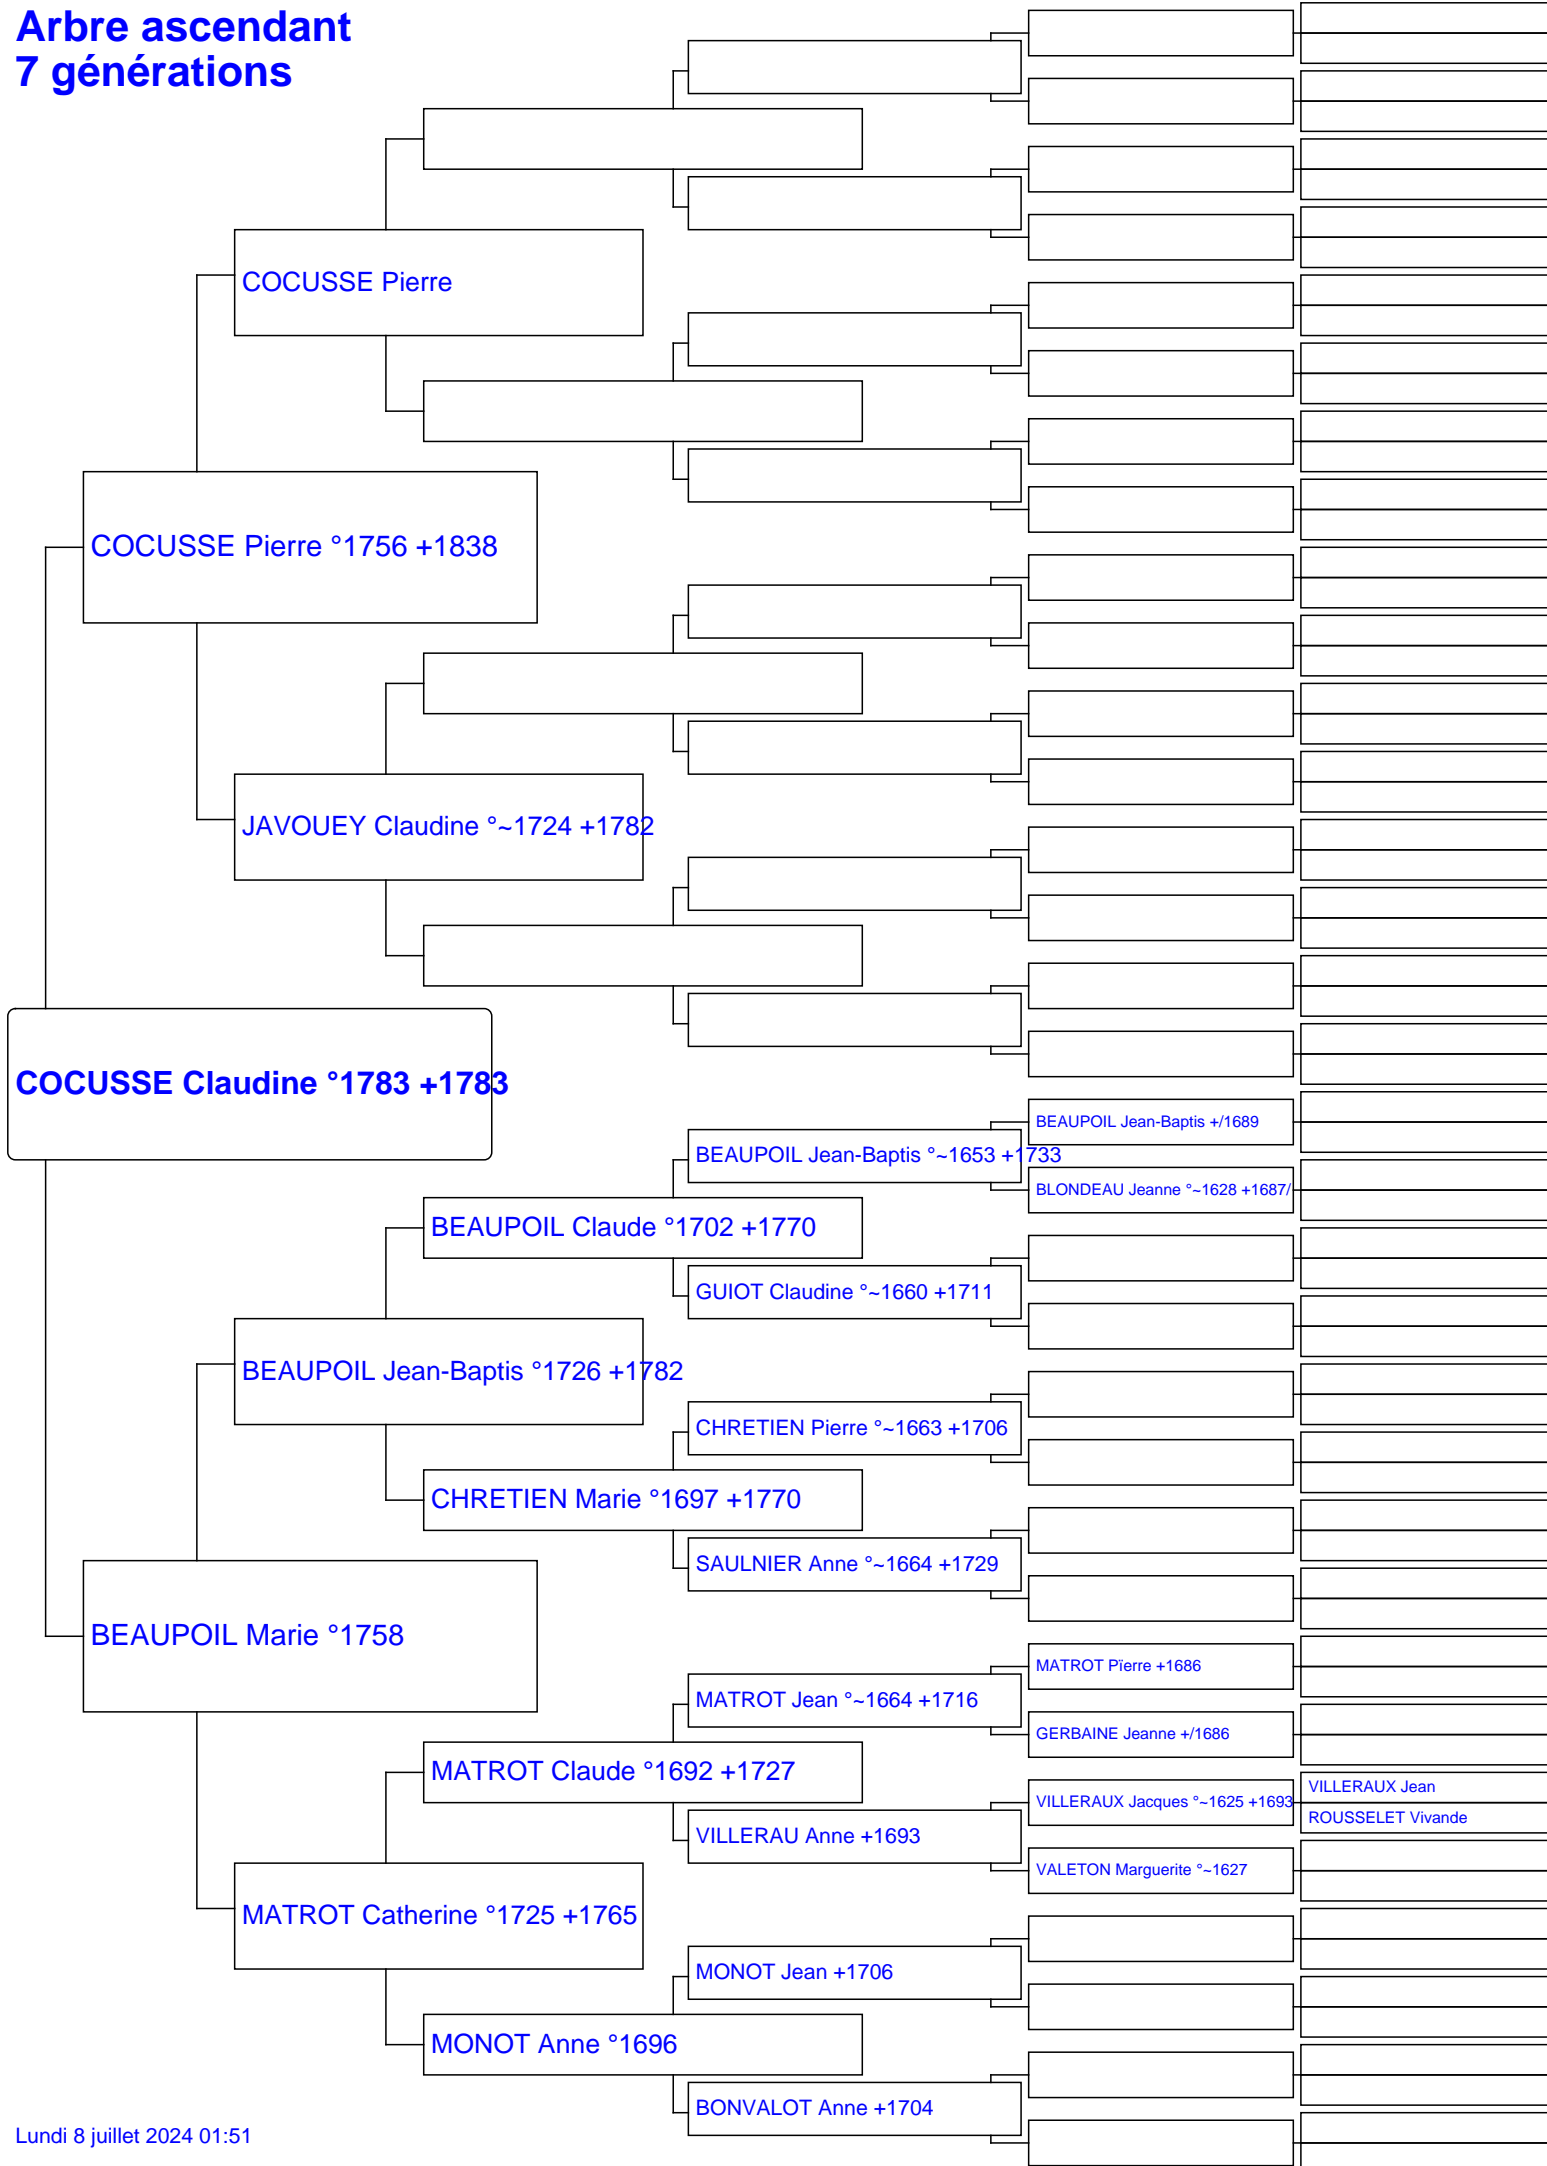 Arbre ascendant
7 générations
COCUSSE Pierre
COCUSSE Pierre °1756 +1838
JAVOUEY Claudine °~1724 +1782
COCUSSE Claudine °1783 +1783
BEAUPOIL Jean-Baptis +/1689
BEAUPOIL Jean-Baptis °~1653 +1733
BLONDEAU Jeanne °~1628 +1687/
BEAUPOIL Claude °1702 +1770
GUIOT Claudine °~1660 +1711
BEAUPOIL Jean-Baptis °1726 +1782
CHRETIEN Pierre °~1663 +1706
CHRETIEN Marie °1697 +1770
SAULNIER Anne °~1664 +1729
BEAUPOIL Marie °1758
MATROT Pïerre +1686
MATROT Jean °~1664 +1716
GERBAINE Jeanne +/1686
MATROT Claude °1692 +1727
VILLERAUX Jean
VILLERAUX Jacques °~1625 +1693
ROUSSELET Vivande
VILLERAU Anne +1693
VALETON Marguerite °~1627
MATROT Catherine °1725 +1765
MONOT Jean +1706
MONOT Anne °1696
BONVALOT Anne +1704
Lundi 8 juillet 2024 01:51